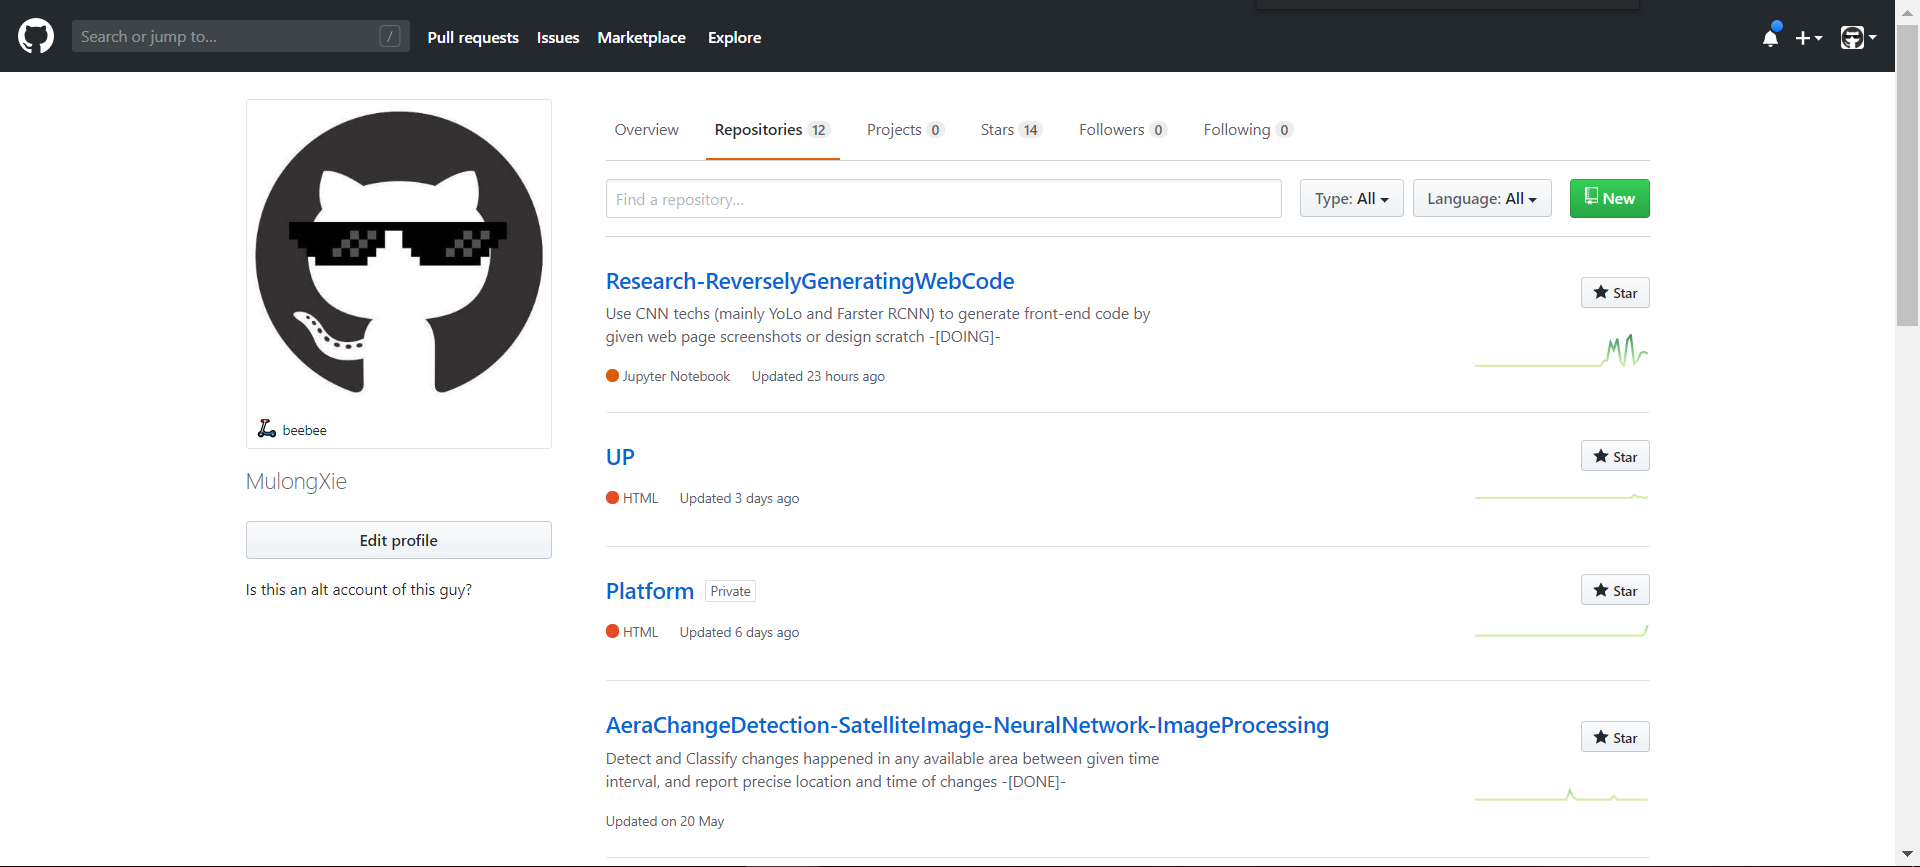 Search or jump to... /
Pull requests Issues Marketplace Explore
beebee
MulongXie
Edit profile
Is this an alt account of this guy?
Overview Repositories 12 Projects 0 Stars 14 Followers 0 Following 0
Find a repository... Type: All Language: All New
Research-ReverselyGeneratingWebCode
Star
Use CNN techs (mainly YoLo and Farster RCNN) to generate front-end code by
given web page screenshots or design scratch -[DOING]-
Jupyter Notebook Updated 23 hours ago
UP
Star
HTML Updated 3 days ago
Platform Private
Star
HTML Updated 6 days ago
AeraChangeDetection-SatelliteImage-NeuralNetwork-ImageProcessing
Star
Detect and Classify changes happened in any available area between given time
interval, and report precise location and time of changes -[DONE]-
Updated on 20 May